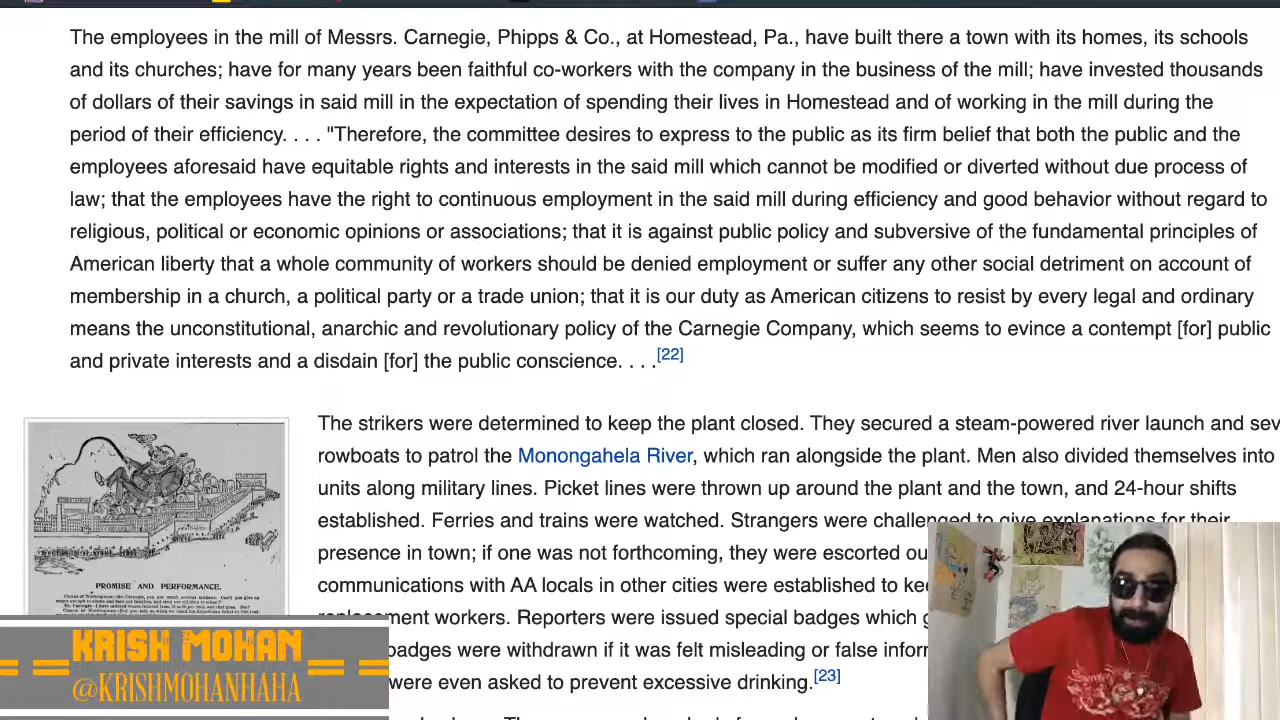 The employees in the mill of Messrs. Carnegie, Phipps & Co., at Homestead, Pa., have built there a town with its homes, its schools
and its churches; have for many years been faithful co-workers with the company in the business of the mill; have invested thousands
of dollars of their savings in said mill in the expectation of spending their lives in Homestead and of working in the mill during the
period of their efficiency. . . . "Therefore, the committee desires to express to the public as its firm belief that both the public and the
employees aforesaid have equitable rights and interests in the said mill which cannot be modified or diverted without due process of
law; that the employees have the right to continuous employment in the said mill during efficiency and good behavior without regard to
religious, political or economic opinions or associations; that it is against public policy and subversive of the fundamental principles of
American liberty that a whole community of workers should be denied employment or suffer any other social detriment on account of
membership in a church, a political party or a trade union; that it is our duty as American citizens to resist by every legal and ordinary
means the unconstitutional, anarchic and revolutionary policy of the Carnegie Company, which seems to evince a contempt [for] public
and private interests and a disdain [for] the public conscience. . . .[22]
The strikers were determined to keep the plant closed. They secured a steam-powered river launch and sev
rowboats to patrol the Monongahela River, which ran alongside the plant. Men also divided themselves into
units along military lines. Picket lines were thrown up around the plant and the town, and 24-hour shifts
established. Ferries and trains were watched. Strangers were challenged to give explanations for their
presence in town; if one was not forthcoming, they were escorted ou
communications with AA locals in other cities were established to kee
workers. Reporters were issued special badges which g
badges were withdrawn if it was felt misleading or false inforr
were even asked to prevent excessive drinking.[23]
PROMISE AND PERFORMANCE.
KRISH MOHAN
@KRISHMOHANHAHA